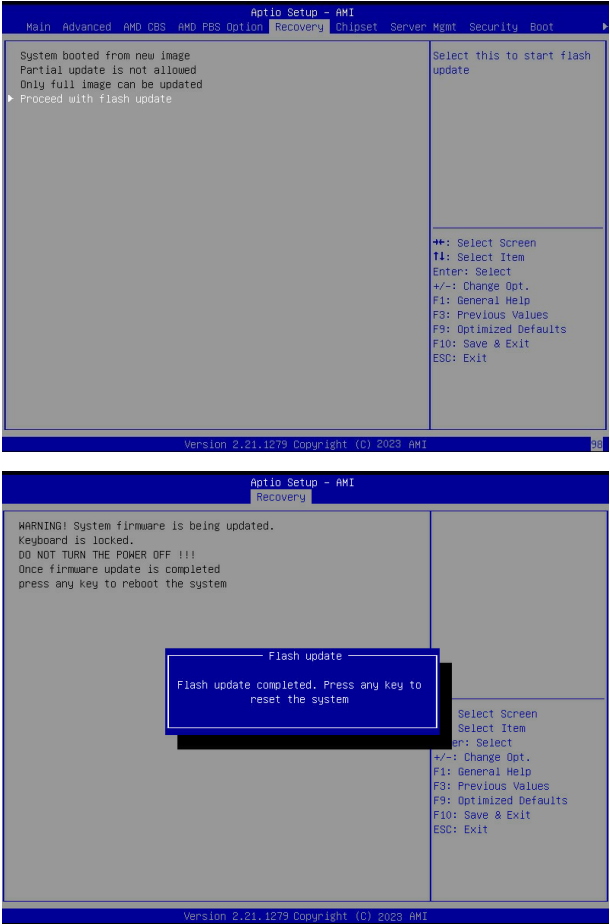 Aptio Setup – AMI
Main Advanced AMD CBS AMD PBS Option Recovery Chipset Server Mgmt Security Boot
System booted from new image
Partial update is not allowed
Only full image can be updated
Proceed with flash update
Select this to start flash
update
→←: Select Screen
↑↓: Select Item
Enter: Select
+/-: Change Opt.
F1: General Help
F3: Previous Values
F9: Optimized Defaults
F10: Save & Exit
ESC: Exit
Version 2.21.1279 Copyright (C) 2023 AMI
98
Aptio Setup – AMI
Recovery
WARNING! System firmware is being updated.
Keyboard is locked.
DO NOT TURN THE POWER OFF !!!
Once firmware update is completed
press any key to reboot the system
Flash update
Flash update completed. Press any key to
reset the system
Select Screen
Select Item
er: Select
+/-: Change Opt.
F1: General Help
F3: Previous Values
F9: Optimized Defaults
F10: Save & Exit
ESC: Exit
Version 2.21.1279 Copyright (C) 2023 AMI